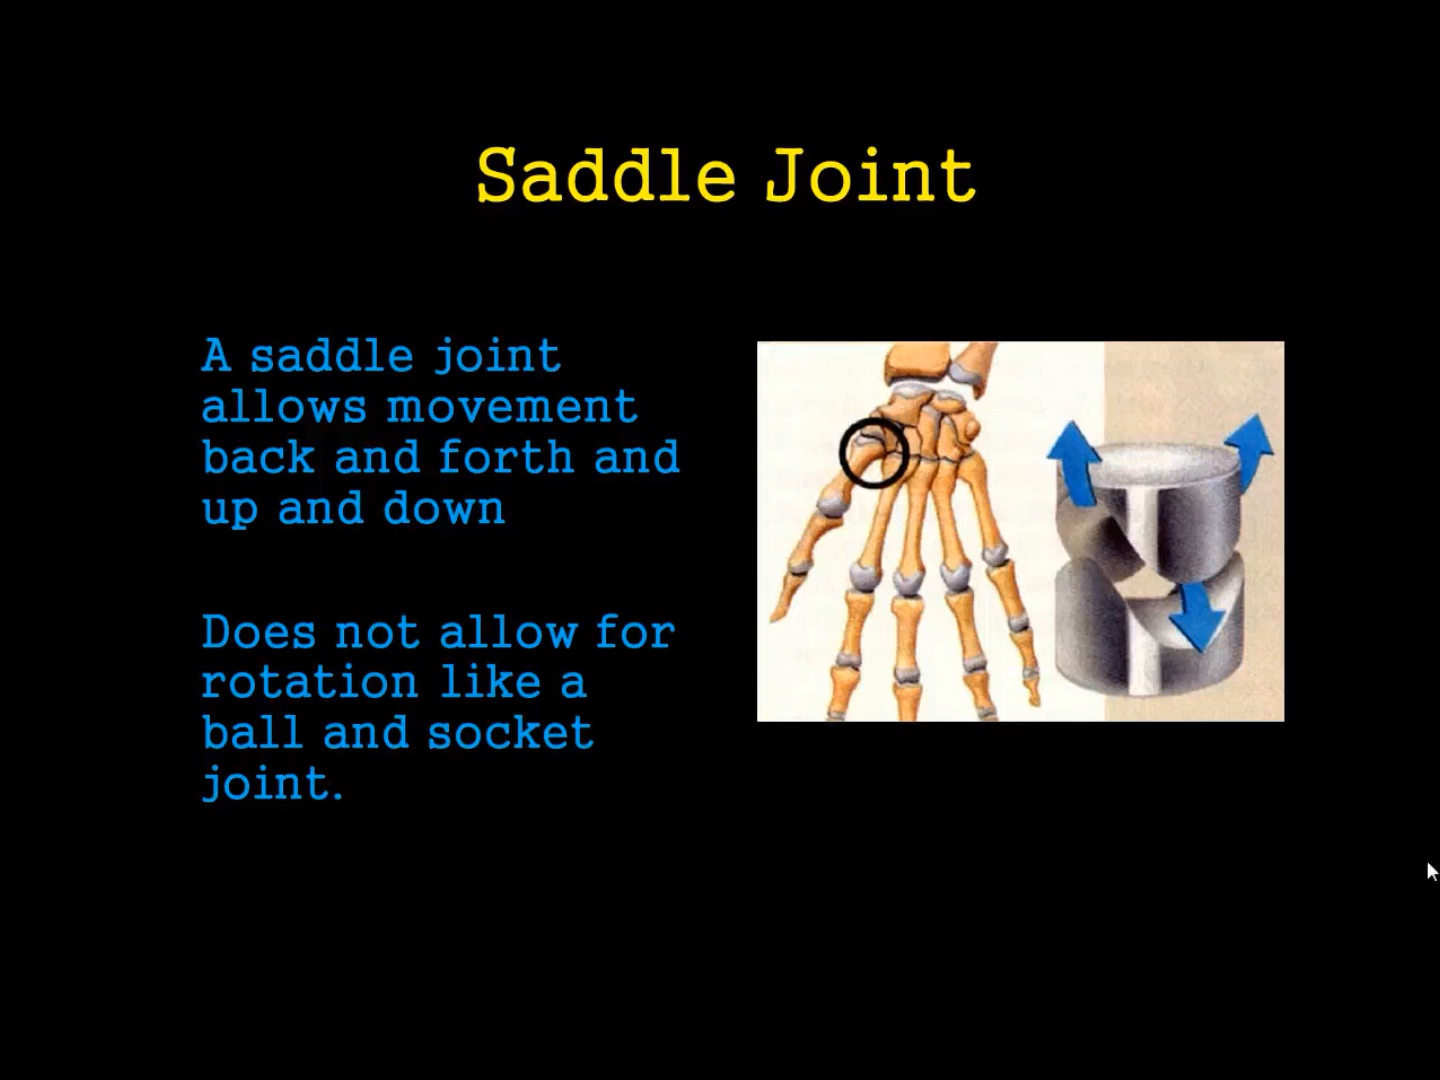 Saddle Joint
A saddle joint
allows movement
back and forth and
up and down
Does not allow for
rotation like a
ball and socket
joint.